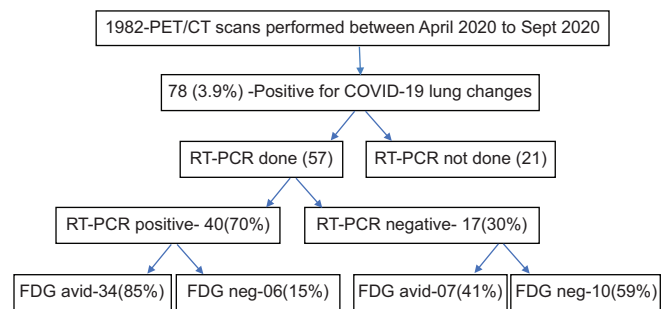 1982-PET/CT scans performed between April 2020 to Sept 2020
78 (3.9%) -Positive for COVID-19 lung changes
RT-PCR done (57)
RT-PCR not done (21)
RT-PCR positive- 40(70%)
RT-PCR negative- 17(30%)
FDG avid-34(85%)
FDG neg-06(15%)
FDG avid-07(41%)
FDG neg-10(59%)